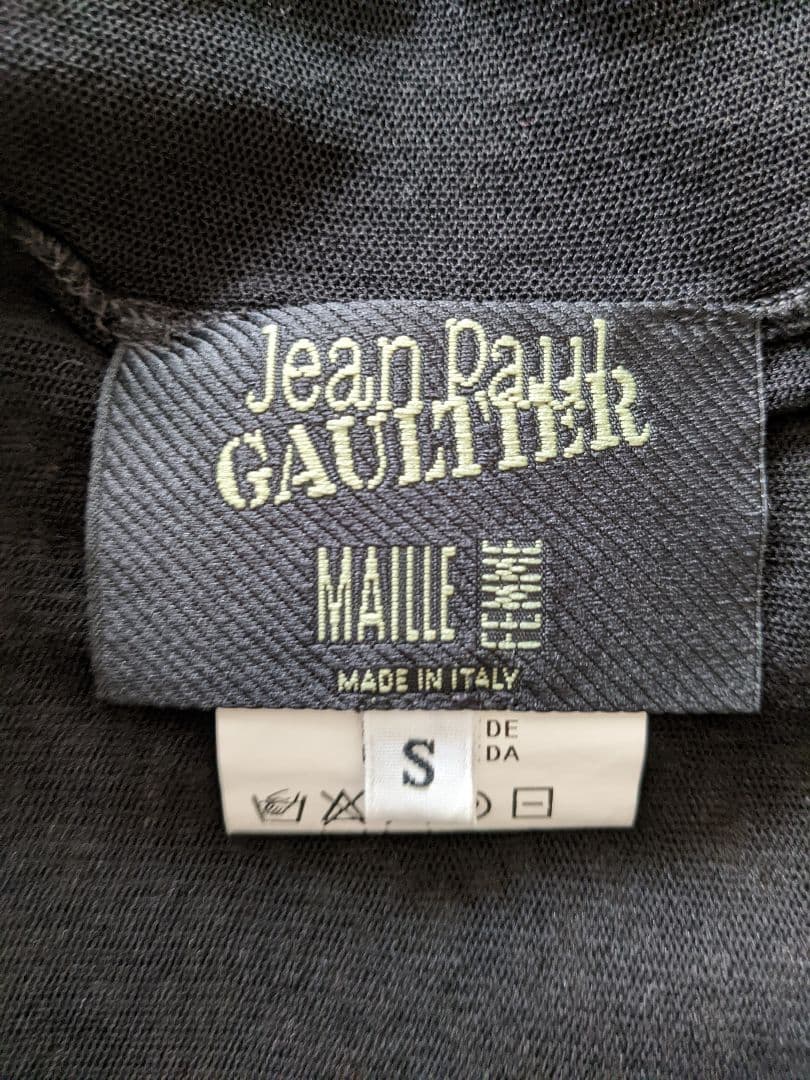 Jean Paul
GAULTIER
MAILLE FEMME
MADE IN ITALY
S
DE
DA